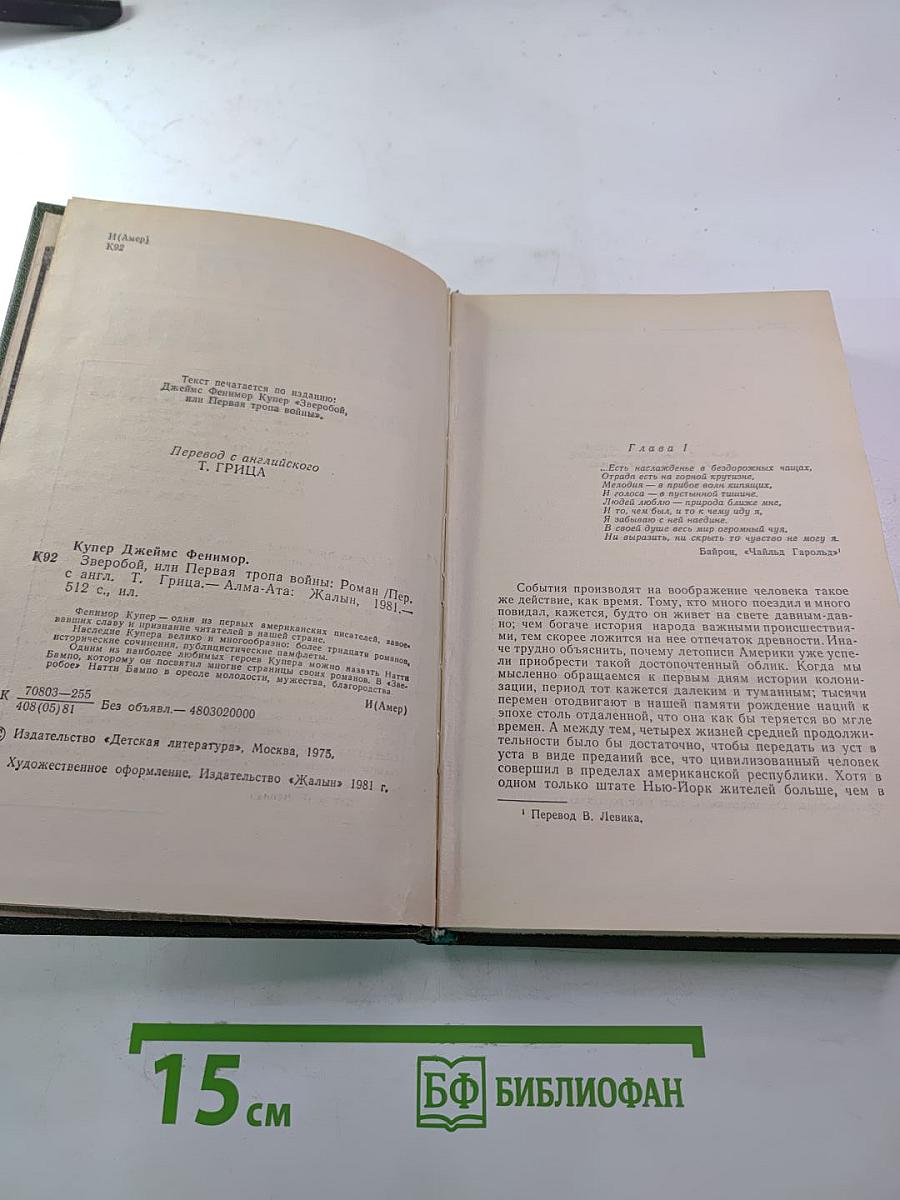 И(Амер)
К92
Текст печатается по изданию:
Джеймс Фенимор Купер «Зверобой,
или Первая тропа войны».
Перевод с английского
Т. ГРИЦА
Купер Джеймс Фенимор.
К92 Зверобой, или Первая тропа войны: Роман /Пер.
с англ. Т. Грица.— Алма-Ата: Жалын, 1981.—
512 с., ил.
Фенимор Купер — один из первых американских писателей, завое-
вавших славу и признание читателей в нашей стране.
Наследие Купера велико и многообразно: более тридцати романов,
исторические сочинения, публицистические памфлеты.
Одним из наиболее любимых героев Купера можно назвать Натти
Бампо, которому он посвятил многие страницы своих романов. В «Зве-
робое» Натти Бампо в ореоле молодости, мужества, благородства.
К 70803—255
408(05)81 Без объявл.— 4803020000
И(Амер)
© Издательство «Детская литература», Москва, 1975.
Художественное оформление. Издательство «Жалын» 1981 г.
Глава I
...Есть наслажденье в бездорожных чащах,
Отрада есть на горной крутизне,
Мелодия — в прибое волн кипящих,
И голоса — в пустынной тишине.
Людей люблю — природа ближе мне,
И то, чем был, и то к чему иду я,
Я забываю с ней наедине.
В своей душе весь мир огромный чуя,
Ни выразить, ни скрыть то чувство не могу я.
Байрон, «Чайльд Гарольд»¹
События производят на воображение человека такое
же действие, как время. Тому, кто много поездил и много
повидал, кажется, будто он живет на свете давным-дав-
но; чем богаче история народа важными происшествия-
ми, тем скорее ложится на нее отпечаток древности. Ина-
че трудно объяснить, почему летописи Америки уже успе-
ли приобрести такой достопочтенный облик. Когда мы
мысленно обращаемся к первым дням истории колони-
зации, период тот кажется далеким и туманным; тысячи
перемен отодвигают в нашей памяти рождение наций к
эпохе столь отдаленной, что она как бы теряется во мгле
времен. А между тем, четырех жизней средней продолжи-
тельности было бы достаточно, чтобы передать из уст в
уста в виде преданий все, что цивилизованный человек
совершил в пределах американской республики. Хотя в
одном только штате Нью-Йорк жителей больше, чем в
¹ Перевод В. Левика.
15 см
БФ БИБЛИОФАН